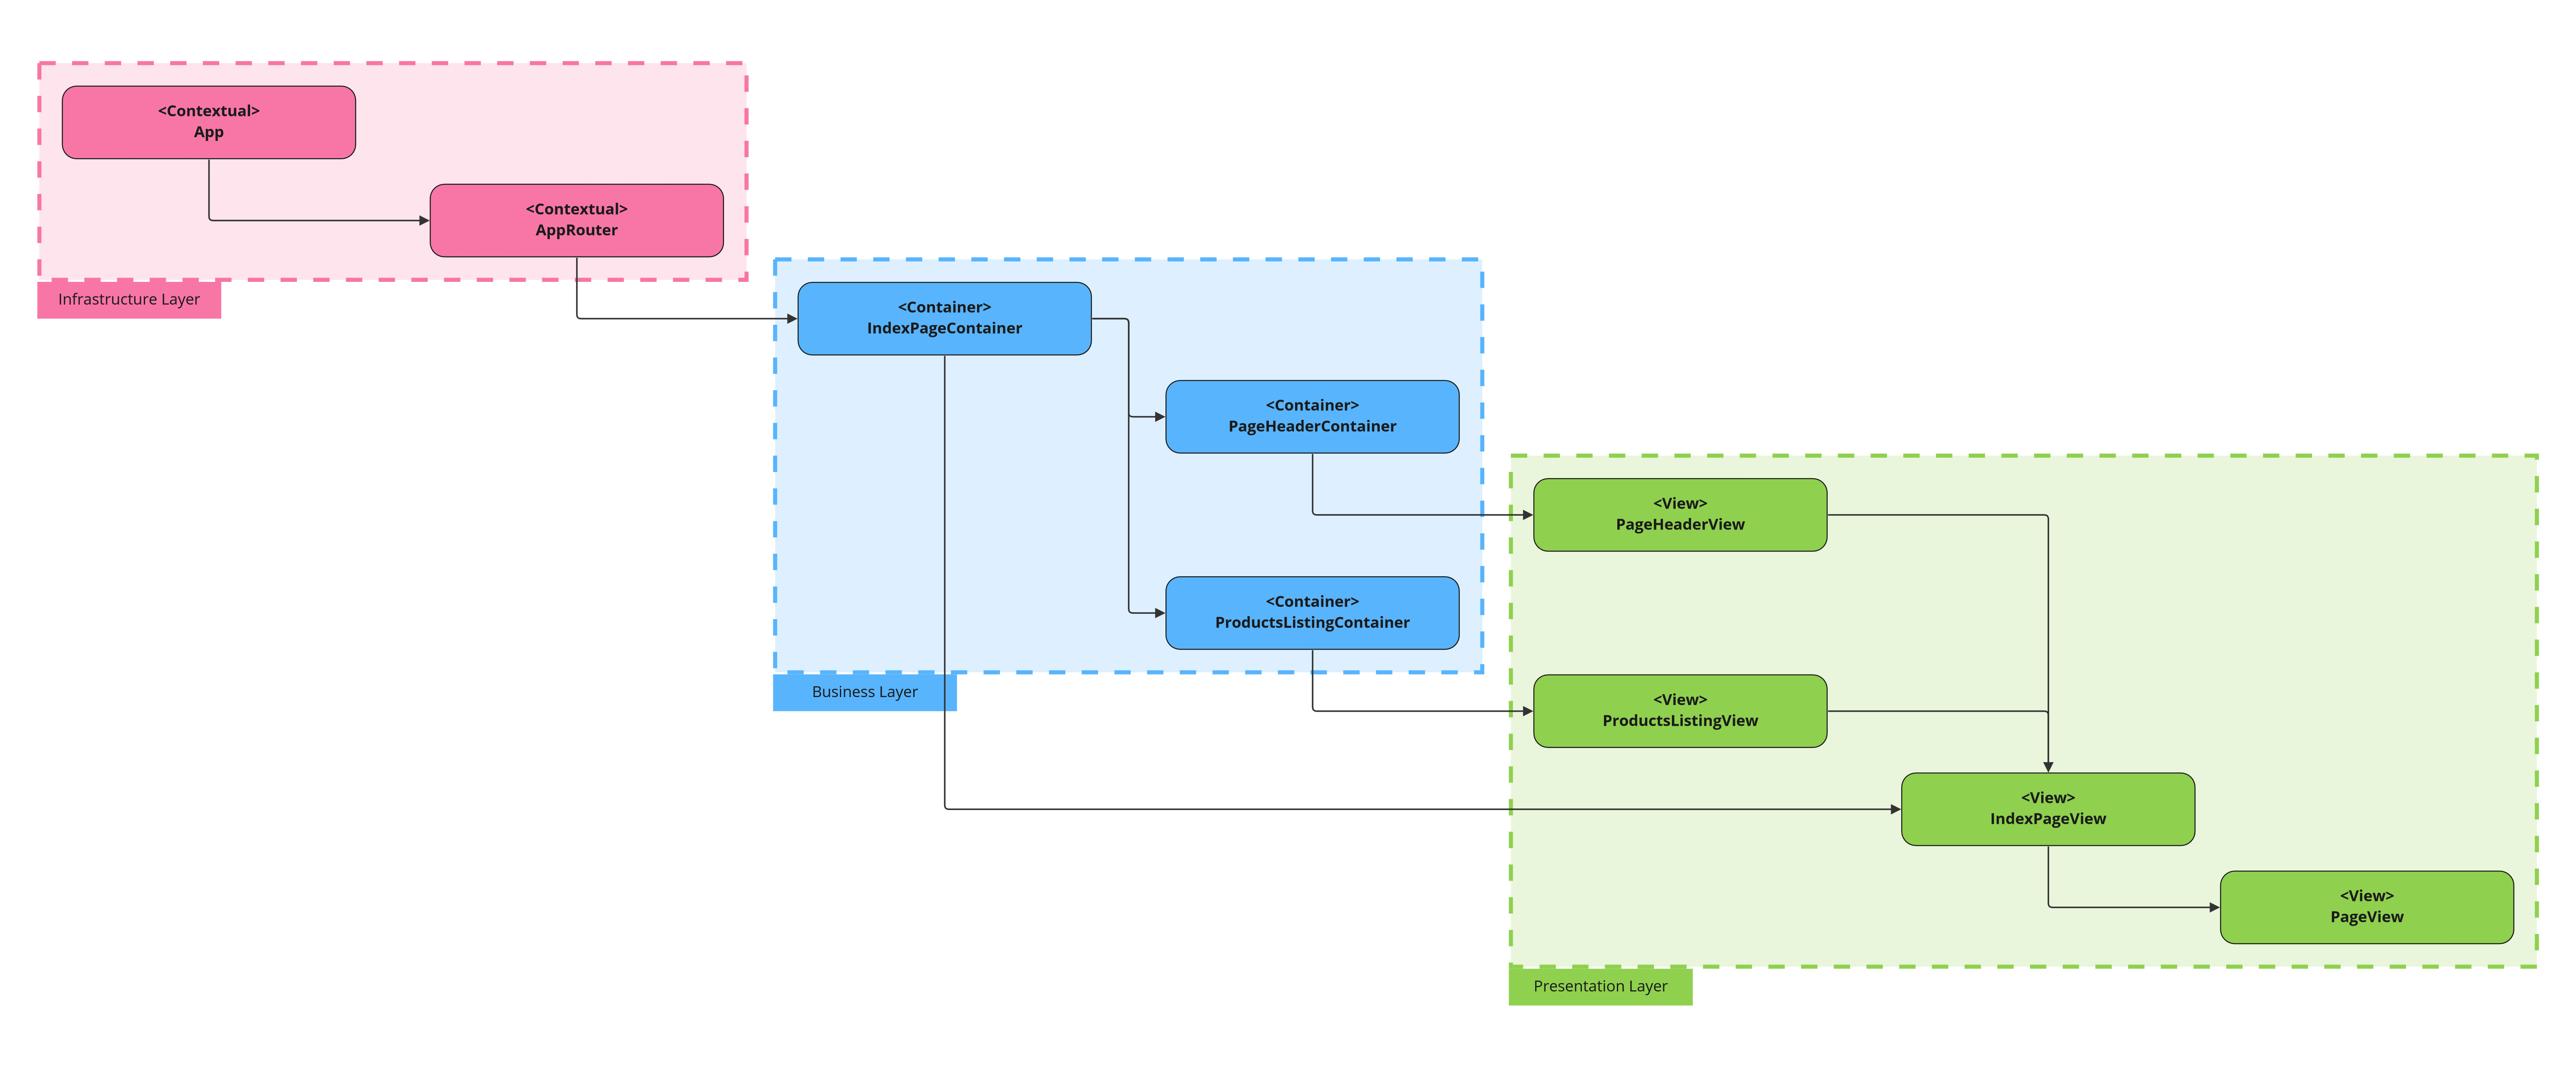 <Contextual>
App
<Contextual>
AppRouter
Infrastructure Layer
<Container>
IndexPageContainer
<Container>
PageHeaderContainer
<Container>
ProductsListingContainer
Business Layer
<View>
PageHeaderView
<View>
ProductsListingView
<View>
IndexPageView
<View>
PageView
Presentation Layer